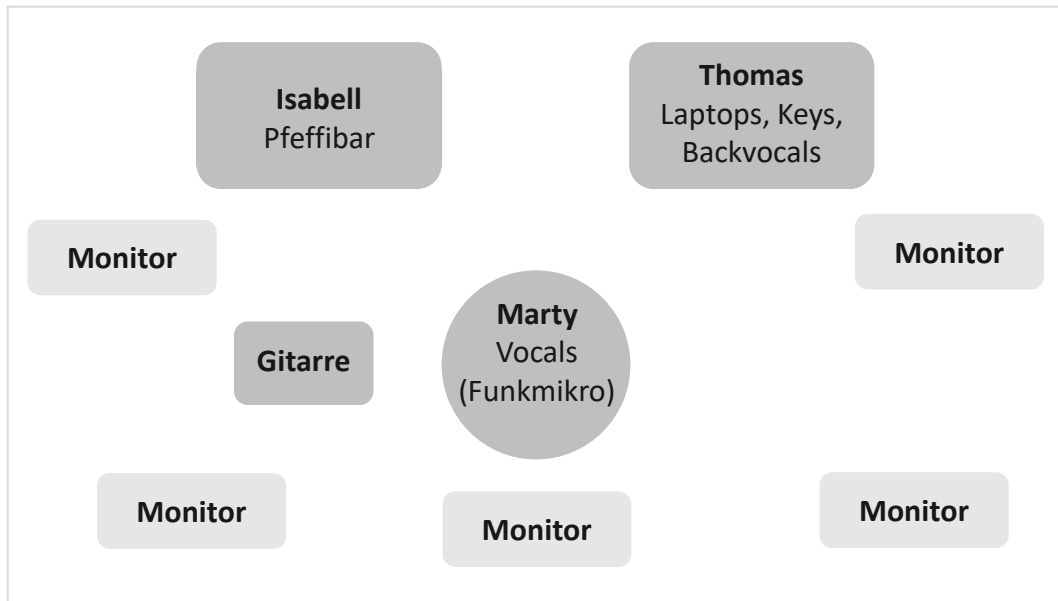 Isabell
Pfeffibar
Thomas
Laptops, Keys,
Backvocals
Monitor
Monitor
Marty
Vocals
(Funkmikro)
Gitarre
Monitor
Monitor
Monitor